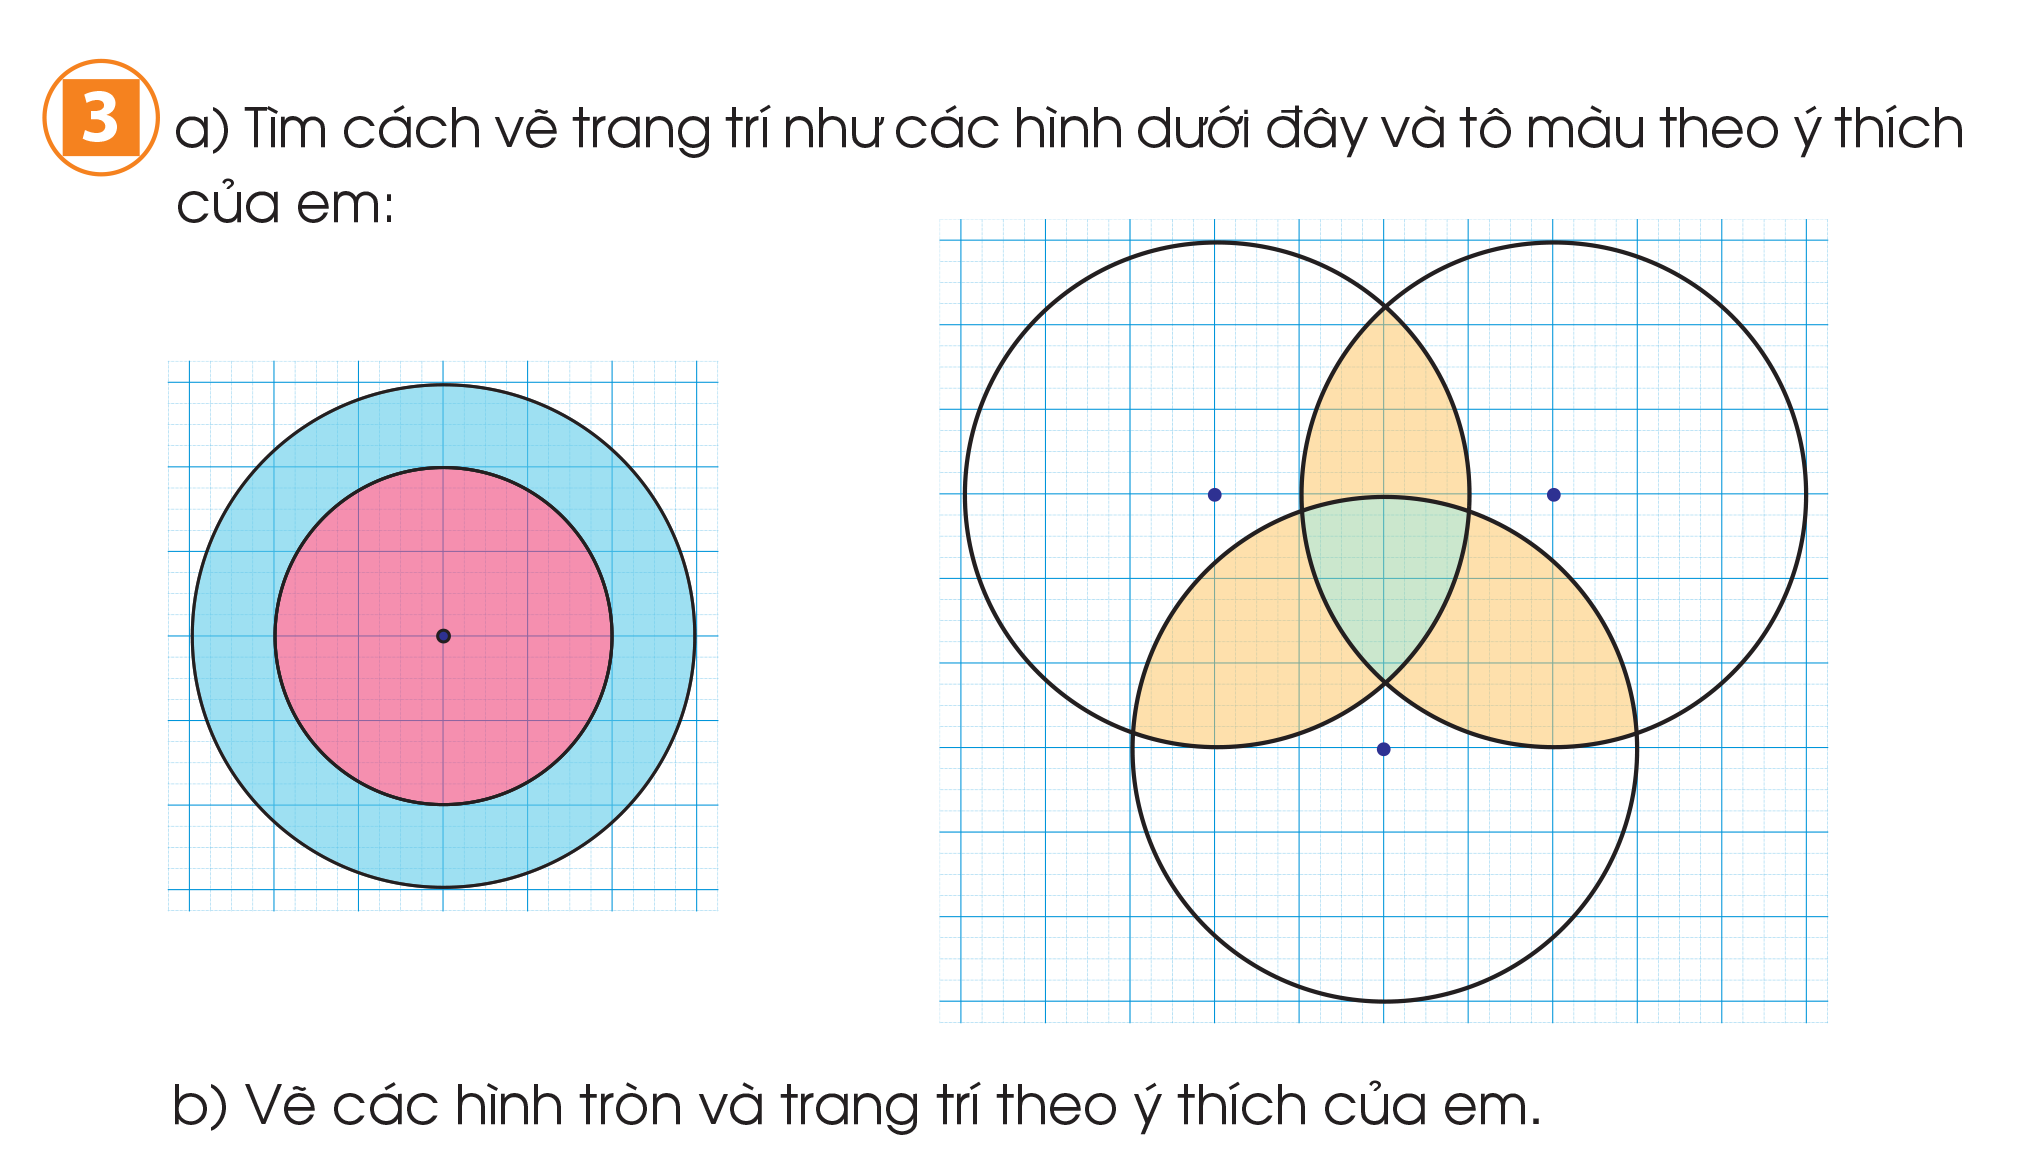 3 a) Tìm cách vẽ trang trí như các hình dưới đây và tô màu theo ý thích
của em:
b) Vẽ các hình tròn và trang trí theo ý thích của em.